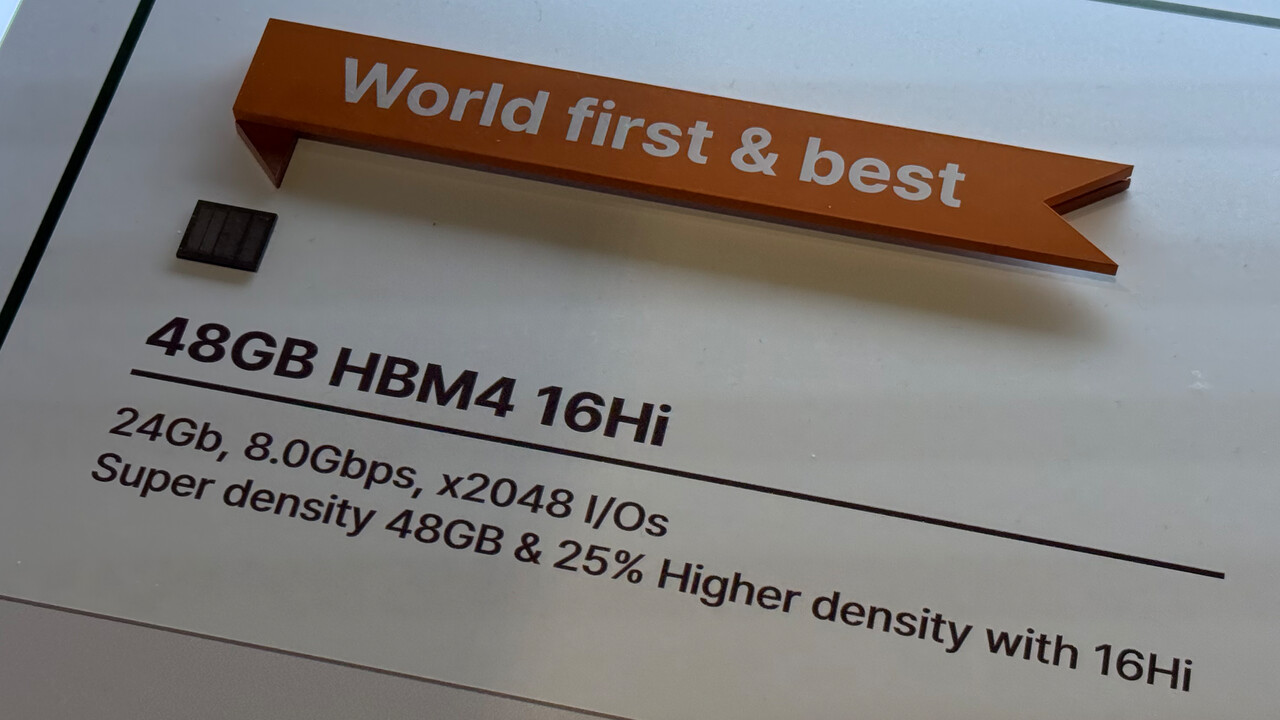 World first & best
48GB HBM4 16Hi
24Gb, 8.0Gbps, x2048 I/Os
Super density 48GB & 25% Higher density with 16Hi